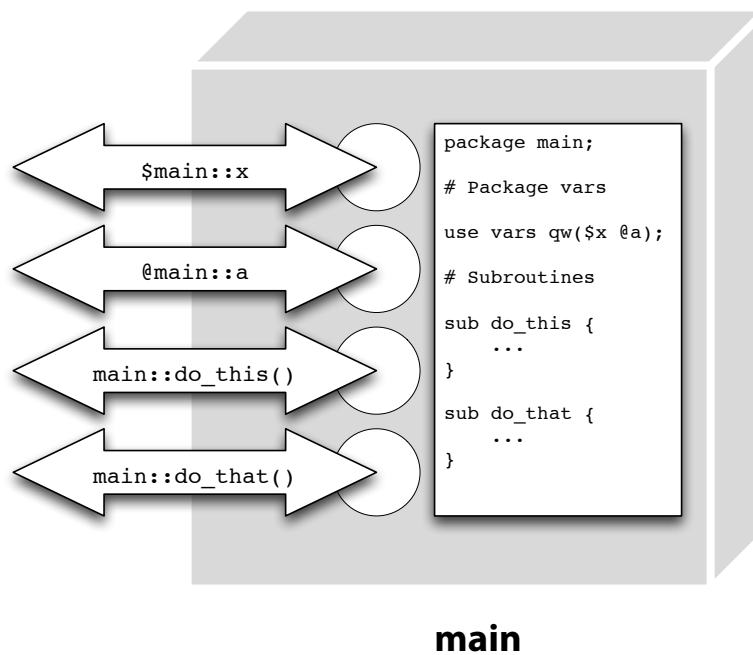 $main::x
@main::a
main::do_this()
main::do_that()
package main;
# Package vars
use vars qw($x @a);
# Subroutines
sub do_this {
    ...
}
sub do_that {
    ...
}
main